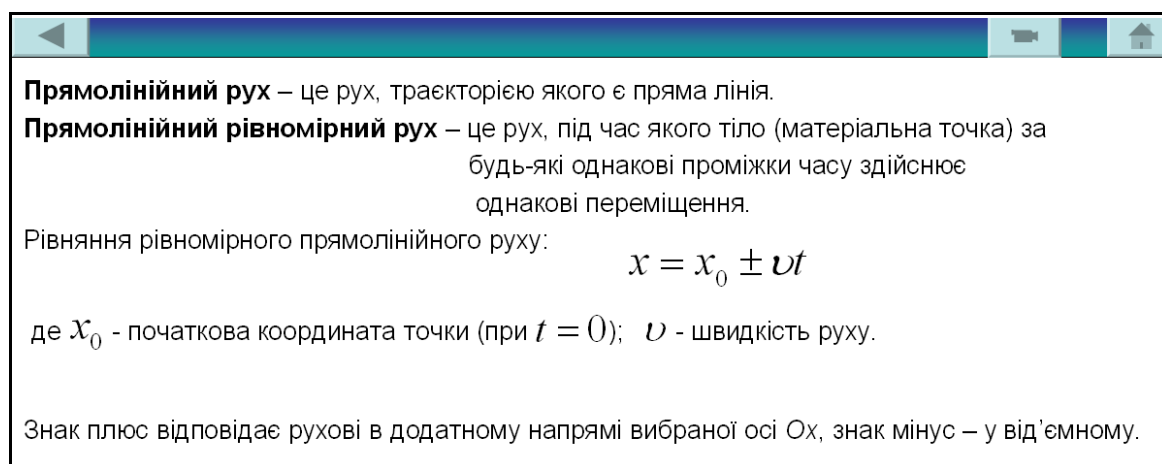 Прямолінійний рух – це рух, траєкторією якого є пряма лінія.
Прямолінійний рівномірний рух – це рух, під час якого тіло (матеріальна точка) за
будь-які однакові проміжки часу здійснює
однакові переміщення.
Рівняння рівномірного прямолінійного руху:
x = x₀ ± υt
де x₀ - початкова координата точки (при t = 0); υ - швидкість руху.
Знак плюс відповідає рухові в додатному напрямі вибраної осі Ox, знак мінус – у від’ємному.